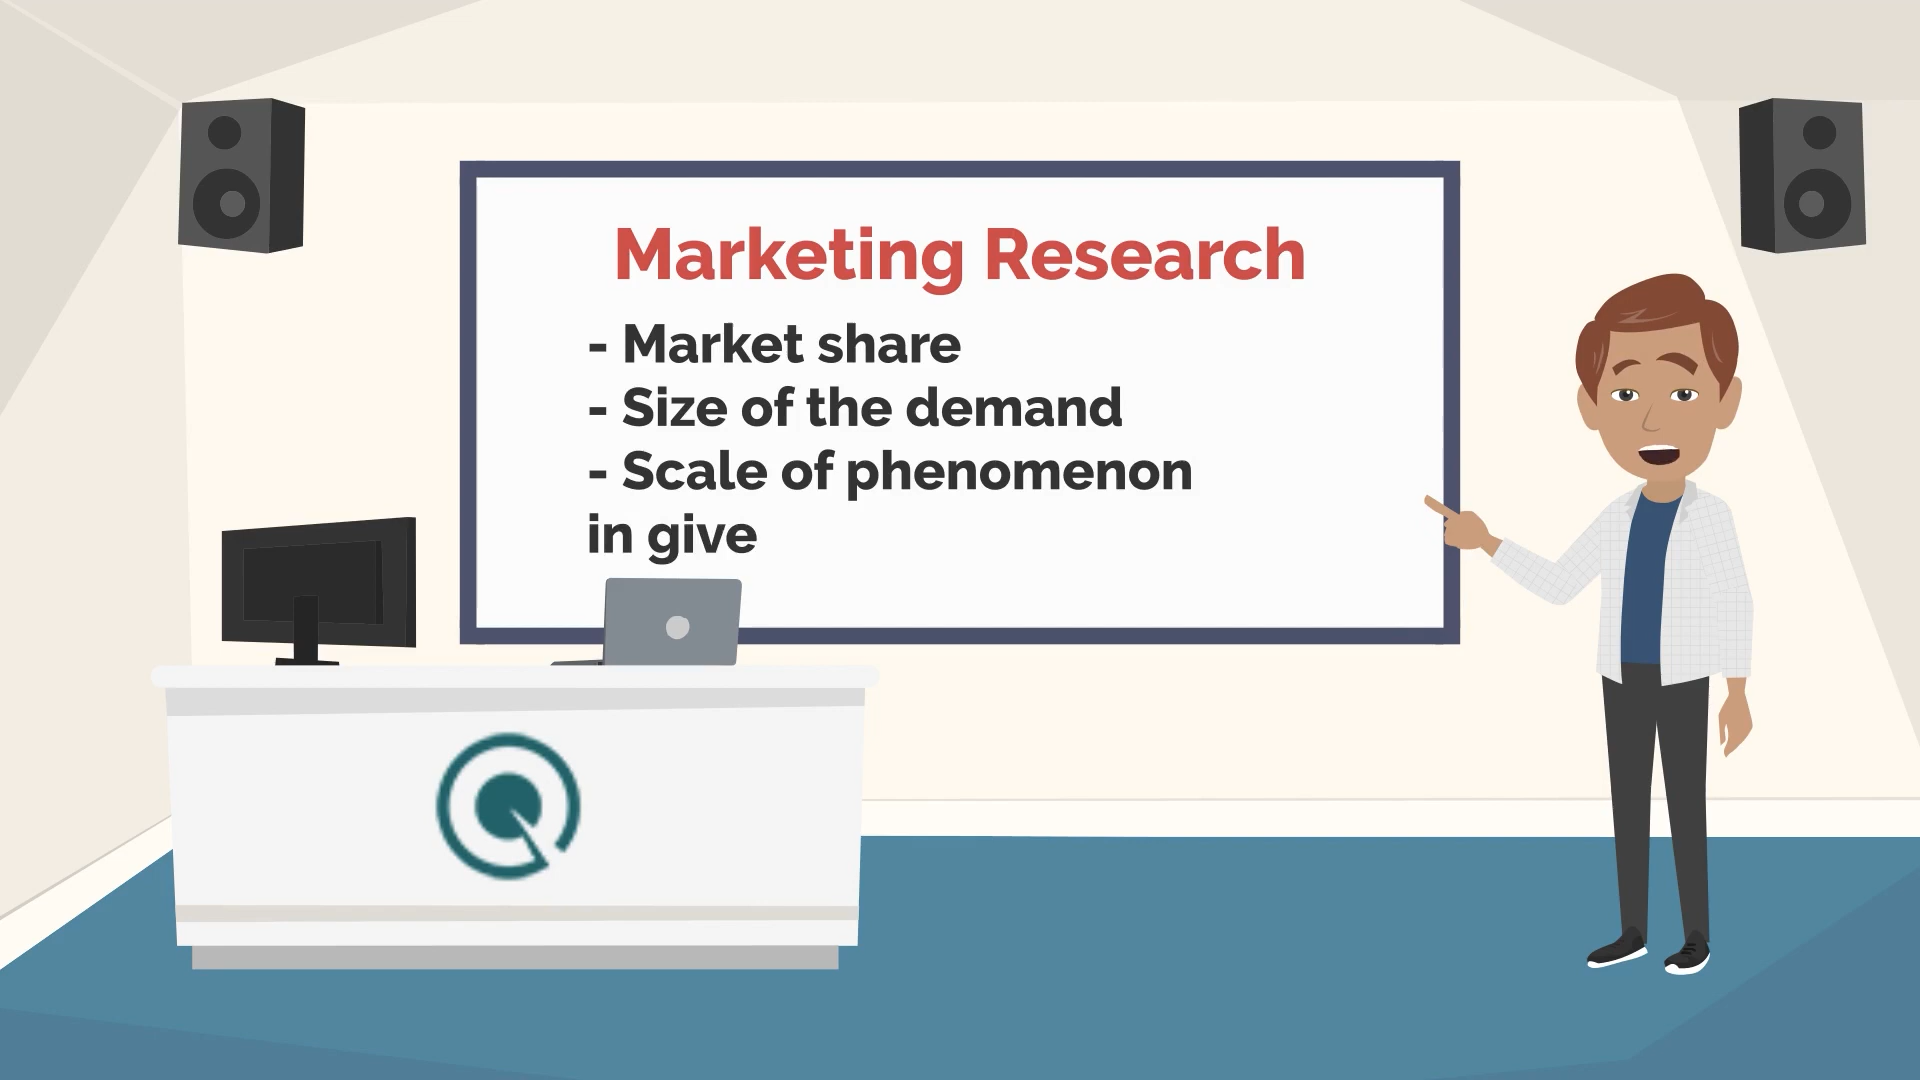 Marketing Research
- Market share
- Size of the demand
- Scale of phenomenon
in give